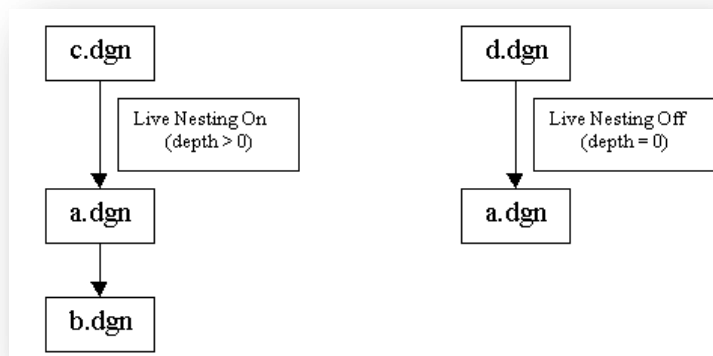 c.dgn
Live Nesting On
(depth > 0)
a.dgn
b.dgn
d.dgn
Live Nesting Off
(depth = 0)
a.dgn